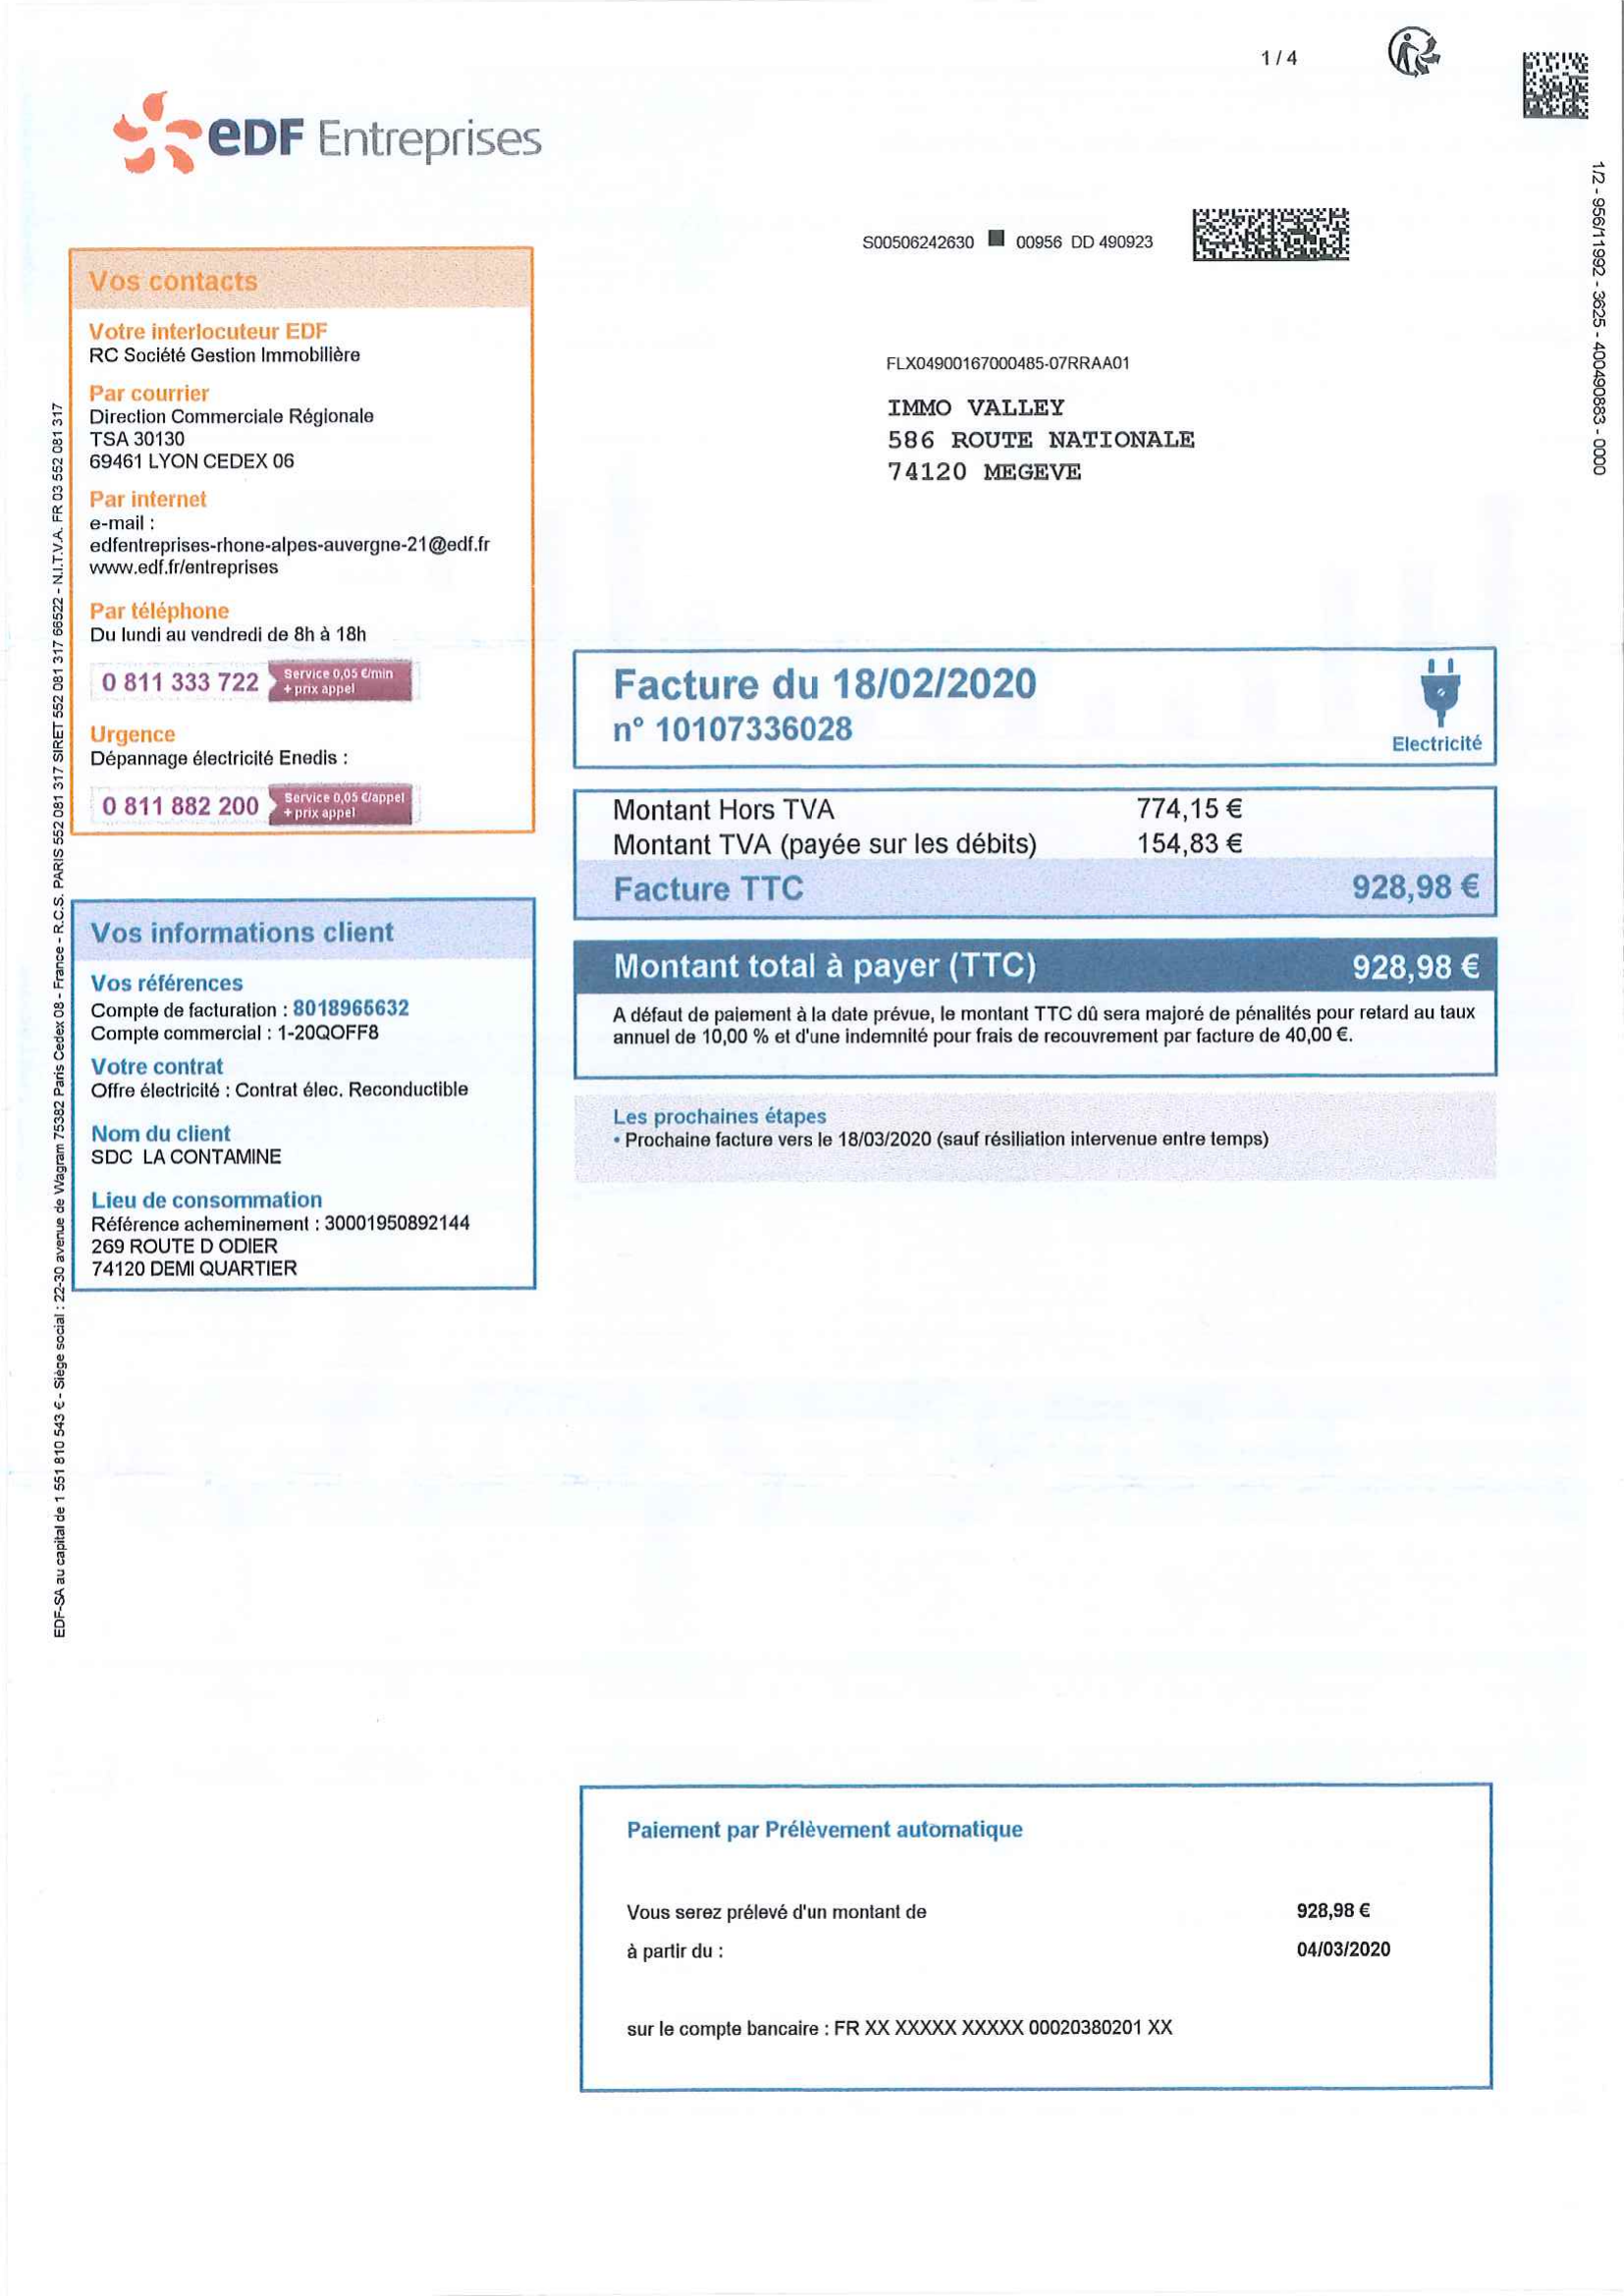 1 / 4
eDF Entreprises
1/2 - 956/11992 - 3625 - 400490883 - 0000
S00506242630 00956 DD 490923
FLX04900167000485-07RRAA01
IMMO VALLEY
586 ROUTE NATIONALE
74120 MEGEVE
Vos contacts
Votre interlocuteur EDF
RC Société Gestion Immobilière
Par courrier
Direction Commerciale Régionale
TSA 30130
69461 LYON CEDEX 06
Par internet
e-mail :
edfentreprises-rhone-alpes-auvergne-21@edf.fr
www.edf.fr/entreprises
Par téléphone
Du lundi au vendredi de 8h à 18h
0 811 333 722 Service 0,05 €/min
+ prix appel
Urgence
Dépannage électricité Enedis :
0 811 882 200 Service 0,05 €/appel
+ prix appel
Vos informations client
Vos références
Compte de facturation : 8018965632
Compte commercial : 1-20QOFF8
Votre contrat
Offre électricité : Contrat élec. Reconductible
Nom du client
SDC LA CONTAMINE
Lieu de consommation
Référence acheminement : 30001950892144
269 ROUTE D ODIER
74120 DEMI QUARTIER
Facture du 18/02/2020
n° 10107336028
Electricité
Montant Hors TVA 774,15 €
Montant TVA (payée sur les débits) 154,83 €
Facture TTC 928,98 €
Montant total à payer (TTC) 928,98 €
A défaut de paiement à la date prévue, le montant TTC dû sera majoré de pénalités pour retard au taux
annuel de 10,00 % et d'une indemnité pour frais de recouvrement par facture de 40,00 €.
Les prochaines étapes
• Prochaine facture vers le 18/03/2020 (sauf résiliation intervenue entre temps)
Paiement par Prélèvement automatique
Vous serez prélevé d'un montant de 928,98 €
à partir du : 04/03/2020
sur le compte bancaire : FR XX XXXXX XXXXX 00020380201 XX
EDF-SA au capital de 1 551 810 543 € - Siège social : 22-30 avenue de Wagram 75382 Paris Cedex 08 - France - R.C.S. PARIS 552 081 317 SIRET 552 081 317 66522 - N.I.T.V.A. FR 03 552 081 317